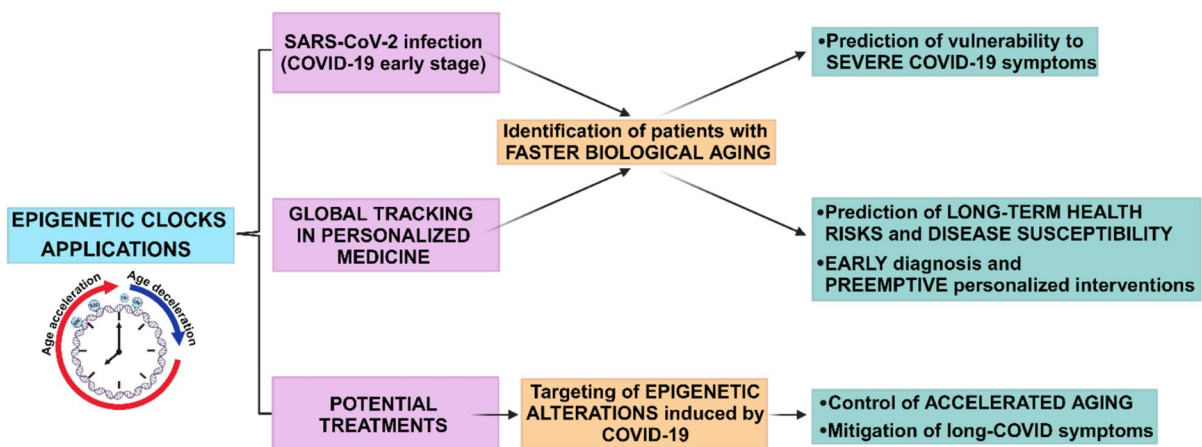 SARS-CoV-2 infection
(COVID-19 early stage)
•Prediction of vulnerability to
SEVERE COVID-19 symptoms
Identification of patients with
FASTER BIOLOGICAL AGING
EPIGENETIC CLOCKS
APPLICATIONS
GLOBAL TRACKING
IN PERSONALIZED
MEDICINE
•Prediction of LONG-TERM HEALTH
RISKS and DISEASE SUSCEPTIBILITY
•EARLY diagnosis and
PREEMPTIVE personalized interventions
Age acceleration
Age deceleration
POTENTIAL
TREATMENTS
Targeting of EPIGENETIC
ALTERATIONS induced by
COVID-19
•Control of ACCELERATED AGING
•Mitigation of long-COVID symptoms